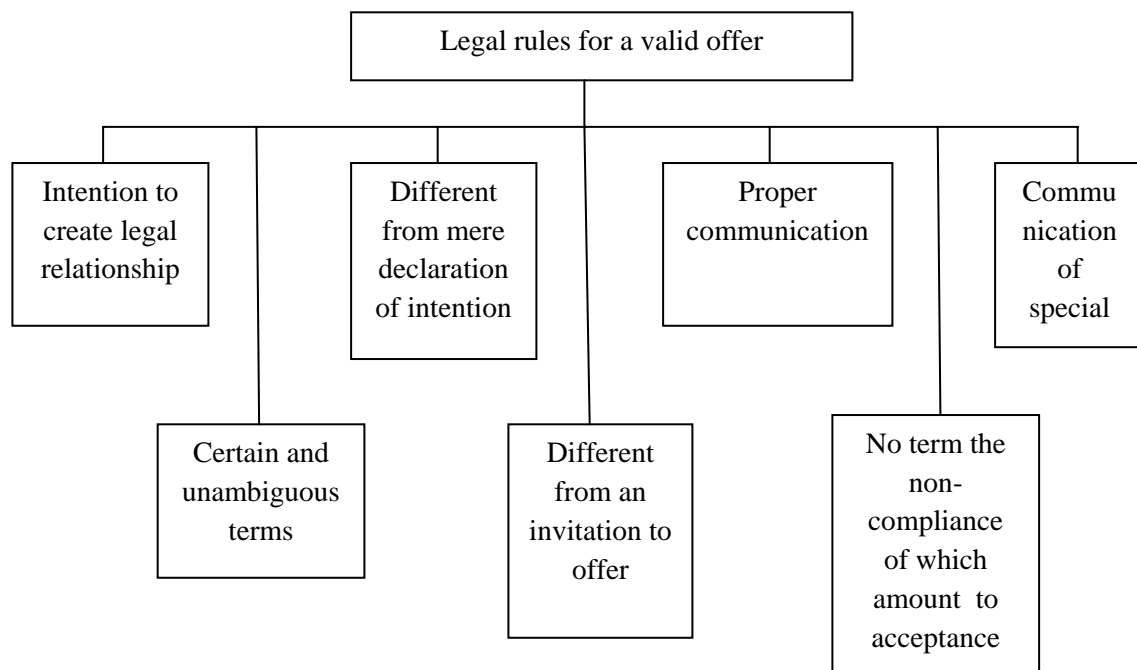 Legal rules for a valid offer
Intention to
create legal
relationship
Different
from mere
declaration
of intention
Proper
communication
Commu
nication
of
special
Certain and
unambiguous
terms
Different
from an
invitation to
offer
No term the
non-
compliance
of which
amount to
acceptance